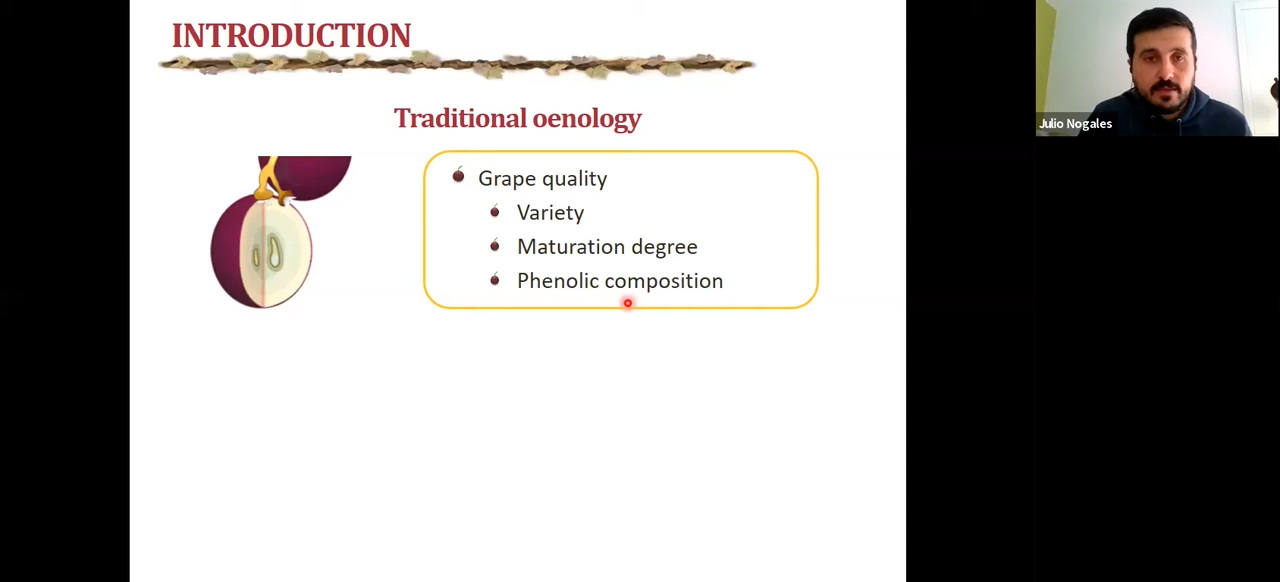 INTRODUCTION
Traditional oenology
Grape quality
Variety
Maturation degree
Phenolic composition
Julio Nogales